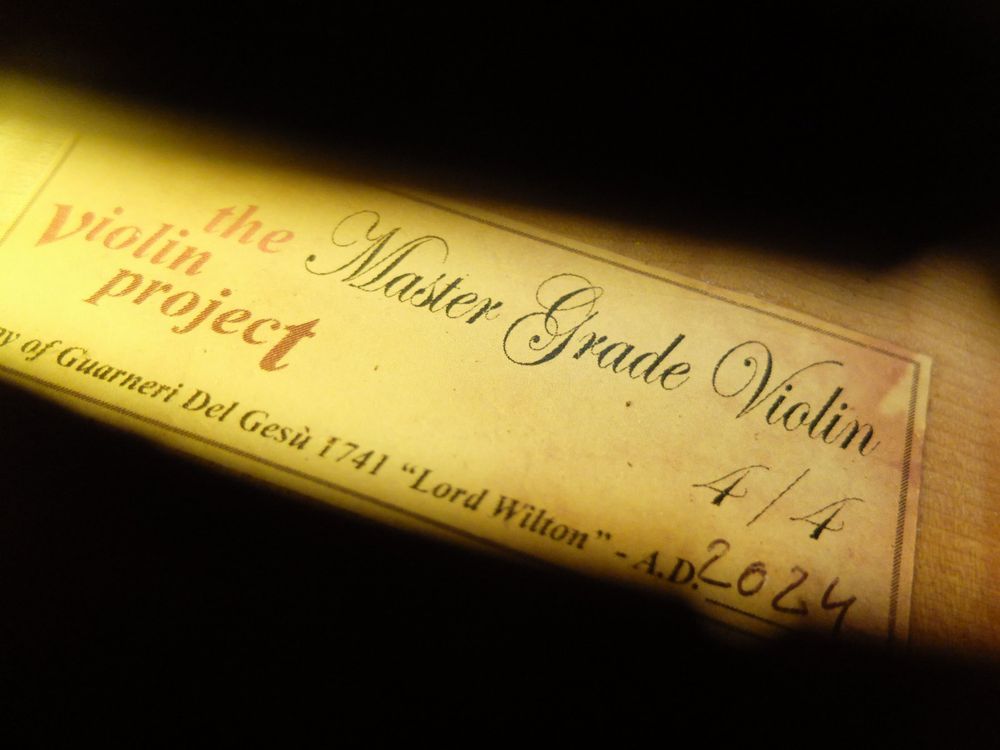 the
violin
project
Master Grade Violin
4/4
of Guarneri Del Gesù 1741 “Lord Wilton” - A.D. 2024